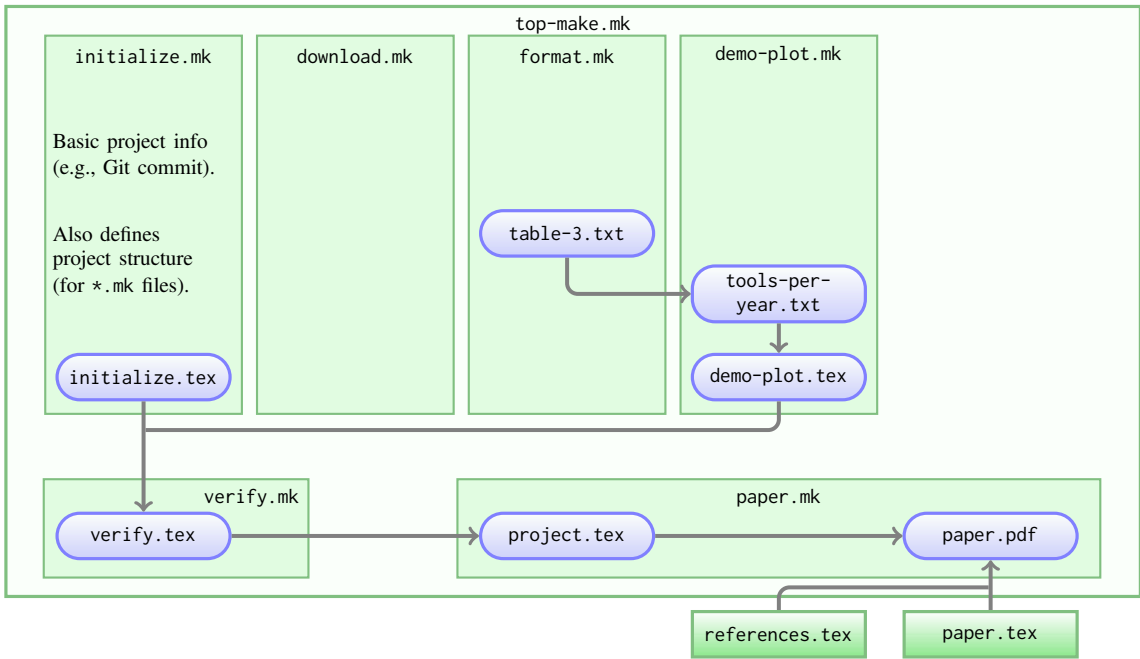 top-make.mk
initialize.mk
download.mk
format.mk
demo-plot.mk
Basic project info
(e.g., Git commit).
Also defines
project structure
(for *.mk files).
table-3.txt
tools-per-
year.txt
initialize.tex
demo-plot.tex
verify.mk
paper.mk
verify.tex
project.tex
paper.pdf
references.tex
paper.tex